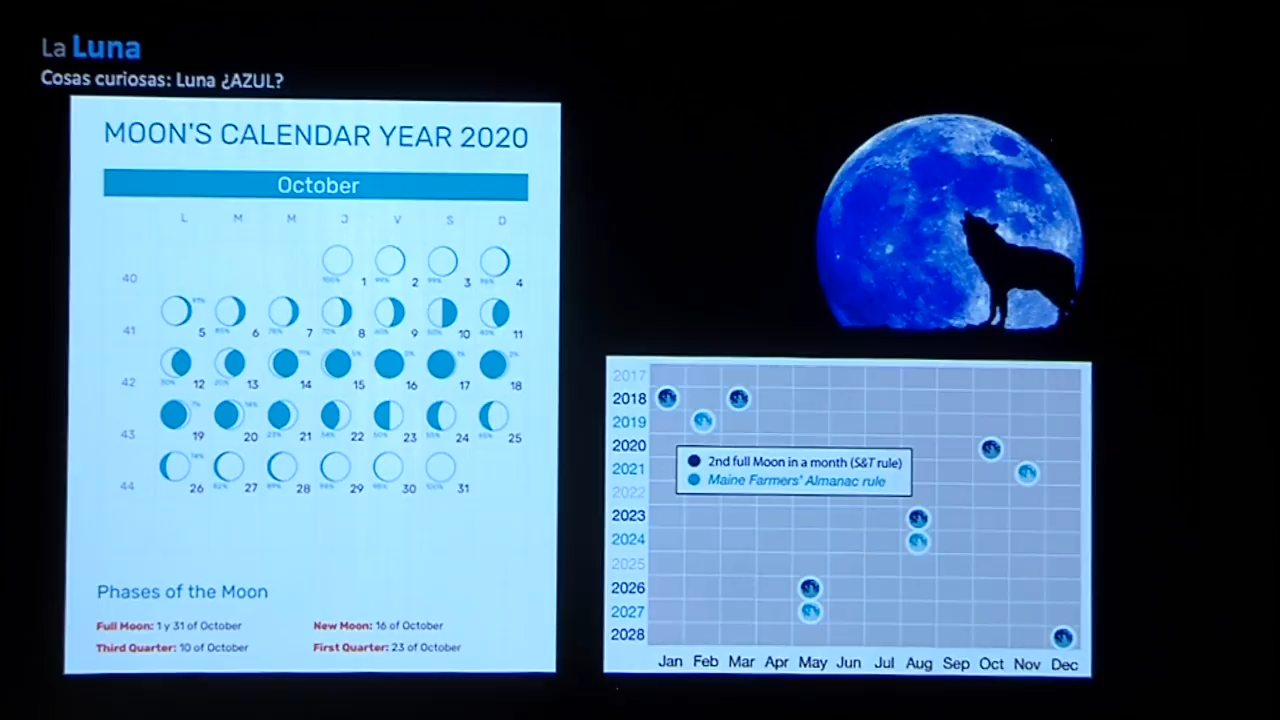 La Luna
Cosas curiosas: Luna ¿AZUL?
MOON'S CALENDAR YEAR 2020
October
L M M J V S D
40 1 2 3 4
41 5 6 7 8 9 10 11
42 12 13 14 15 16 17 18
43 19 20 21 22 23 24 25
44 26 27 28 29 30 31
Phases of the Moon
Full Moon: 1 y 31 of October
New Moon: 16 of October
Third Quarter: 10 of October
First Quarter: 23 of October
2017
2018
2019
2020
2021
2022
2023
2024
2025
2026
2027
2028
2nd full Moon in a month (S&T rule)
Maine Farmers' Almanac rule
Jan Feb Mar Apr May Jun Jul Aug Sep Oct Nov Dec